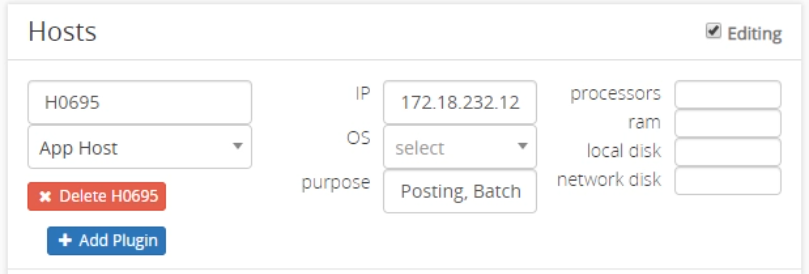 Hosts
Editing
H0695
App Host
Delete H0695
Add Plugin
IP
172.18.232.12
OS
select
purpose
Posting, Batch
processors
ram
local disk
network disk